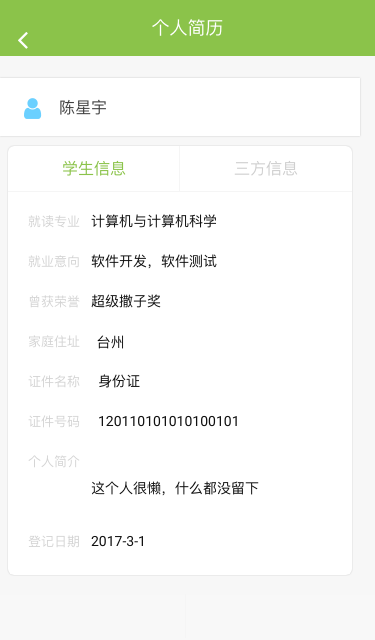 个人简历
陈星宇
学生信息 三方信息
就读专业 计算机与计算机科学
就业意向 软件开发，软件测试
曾获荣誉 超级撒子奖
家庭住址 台州
证件名称 身份证
证件号码 120110101010100101
个人简介
这个人很懒，什么都没留下
登记日期 2017-3-1